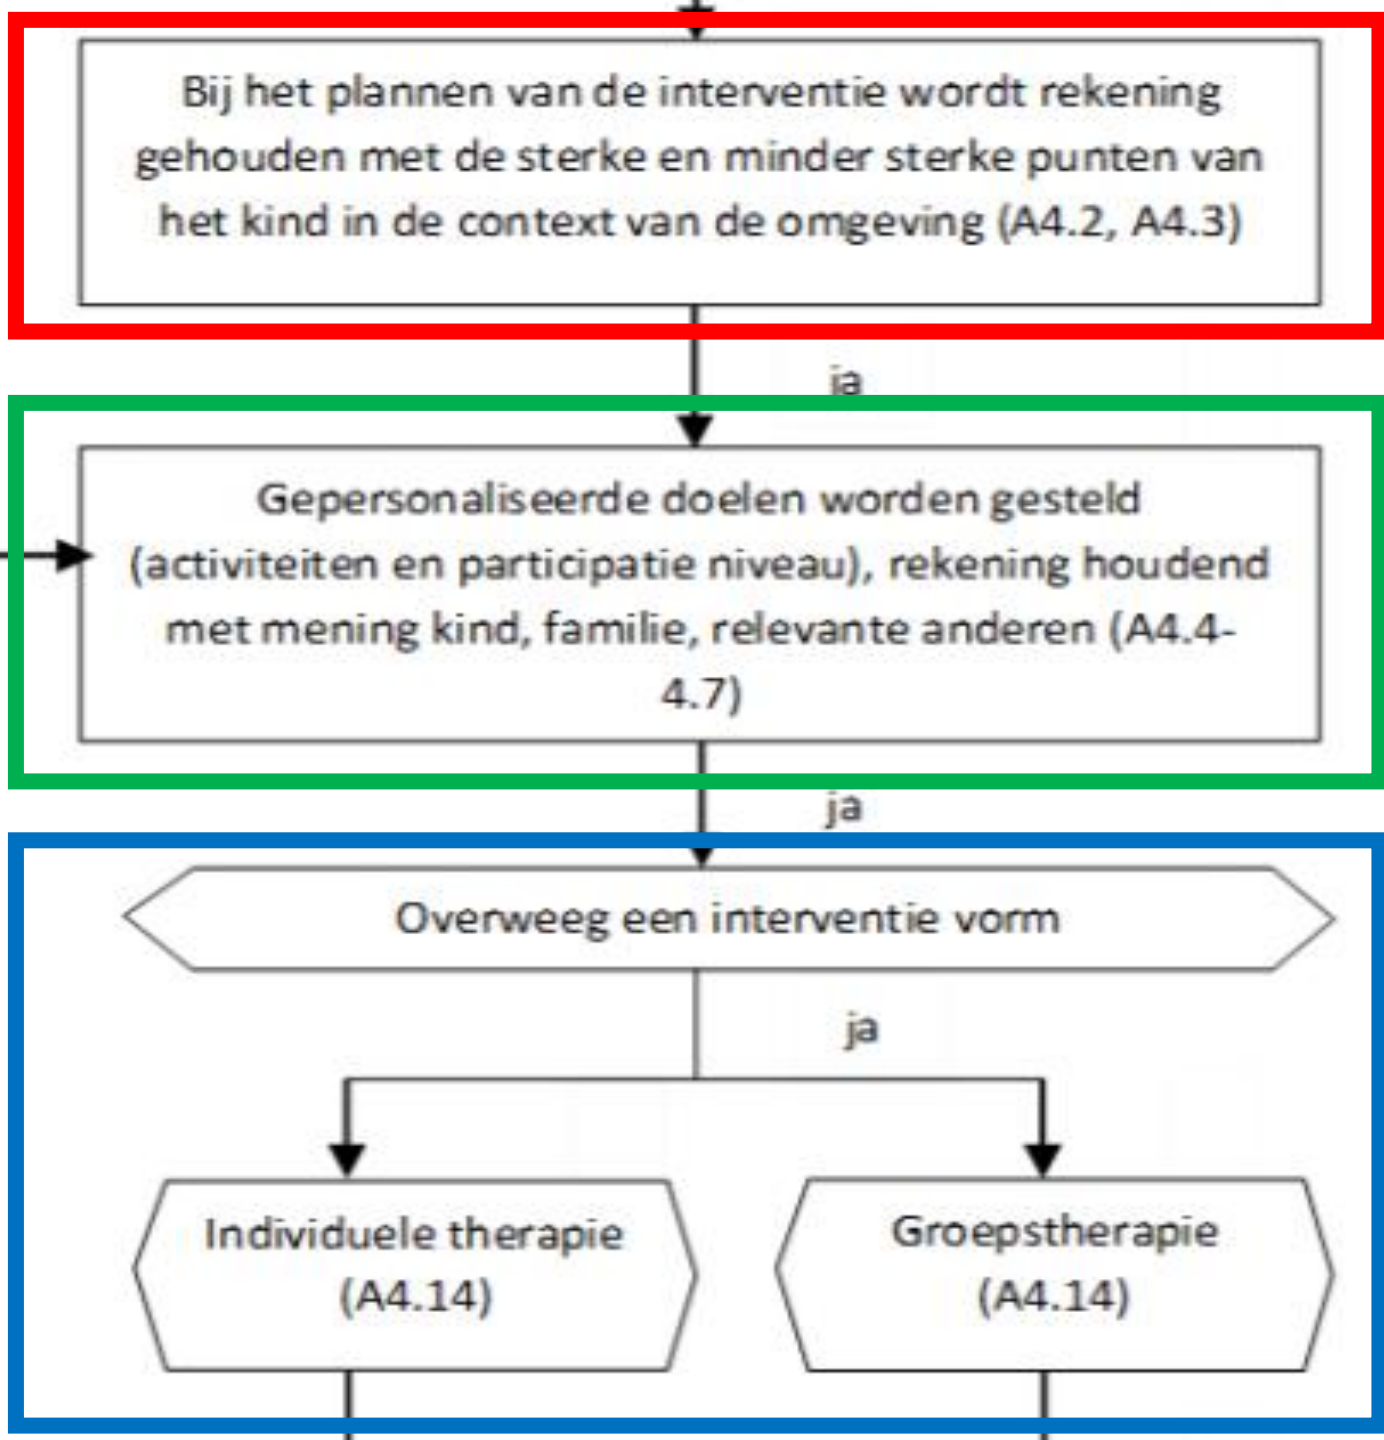 Bij het plannen van de interventie wordt rekening
gehouden met de sterke en minder sterke punten van
het kind in de context van de omgeving (A4.2, A4.3)
ja
Gepersonaliseerde doelen worden gesteld
(activiteiten en participatie niveau), rekening houdend
met mening kind, familie, relevante anderen (A4.4-
4.7)
ja
Overweeg een interventie vorm
ja
Individuele therapie
(A4.14)
Groepstherapie
(A4.14)